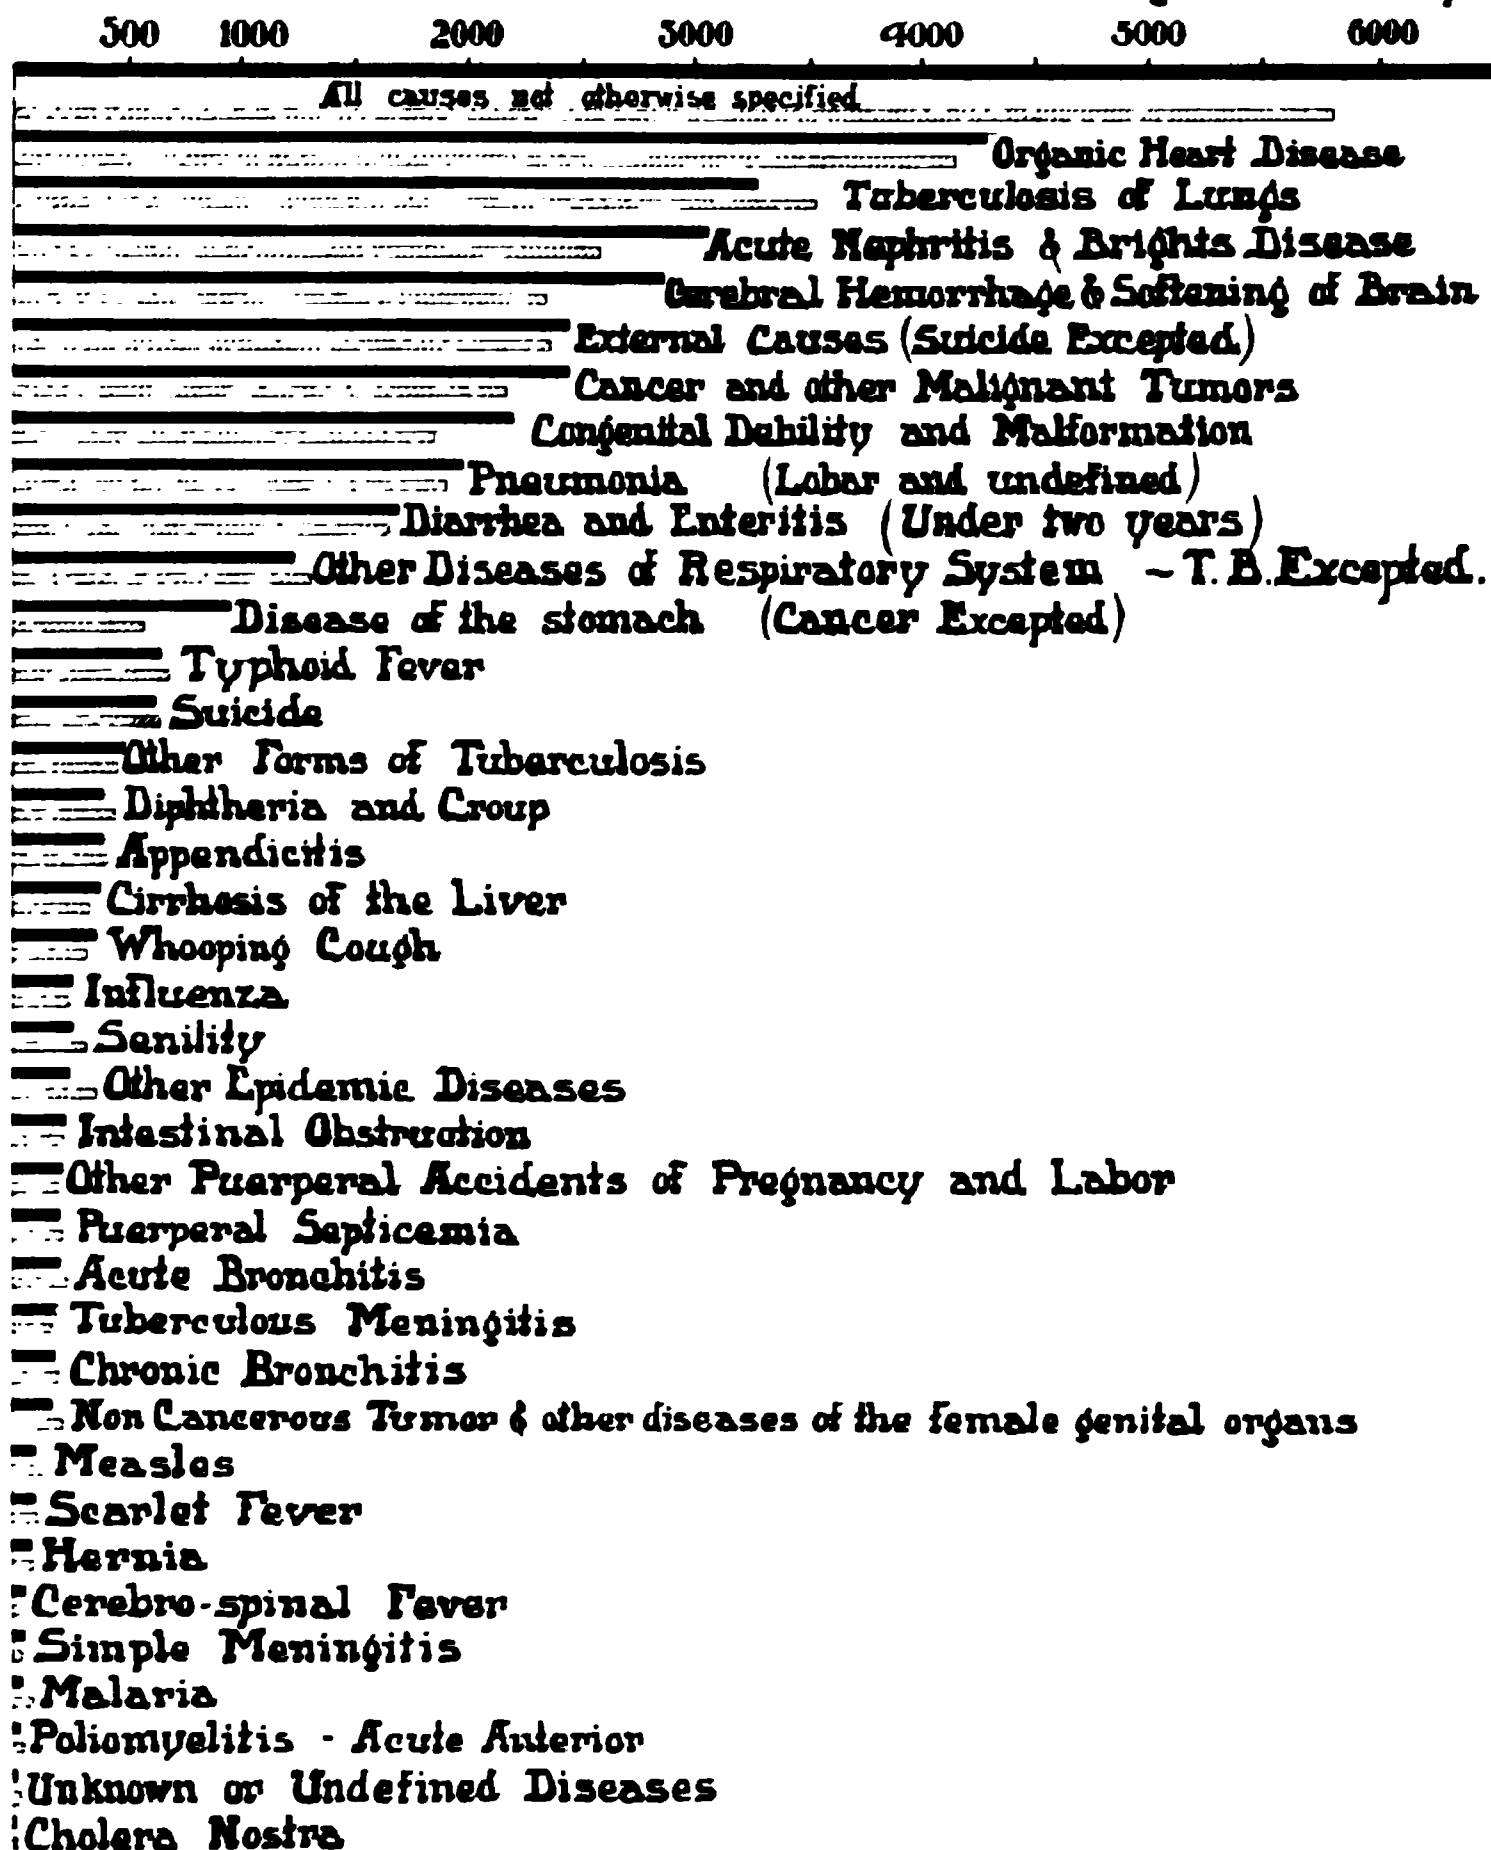 500 1000 2000 3000 4000 5000 6000
All causes not otherwise specified
Organic Heart Disease
Tuberculosis of Lungs
Acute Nephritis & Brights Disease
Cerebral Hemorrhage & Softening of Brain
External Causes (Suicide Excepted)
Cancer and other Malignant Tumors
Congenital Debility and Malformation
Pneumonia (Lobar and undefined)
Diarrhea and Enteritis (Under two years)
Other Diseases of Respiratory System - T.B. Excepted.
Disease of the stomach (Cancer Excepted)
Typhoid Fever
Suicide
Other Forms of Tuberculosis
Diphtheria and Croup
Appendicitis
Cirrhosis of the Liver
Whooping Cough
Influenza
Senility
Other Epidemic Diseases
Intestinal Obstruction
Other Puerperal Accidents of Pregnancy and Labor
Puerperal Septicemia
Acute Bronchitis
Tuberculous Meningitis
Chronic Bronchitis
Non Cancerous Tumor & other diseases of the female genital organs
Measles
Scarlet Fever
Hernia
Cerebro-spinal Fever
Simple Meningitis
Malaria
Poliomyelitis - Acute Anterior
Unknown or Undefined Diseases
Cholera Nostra